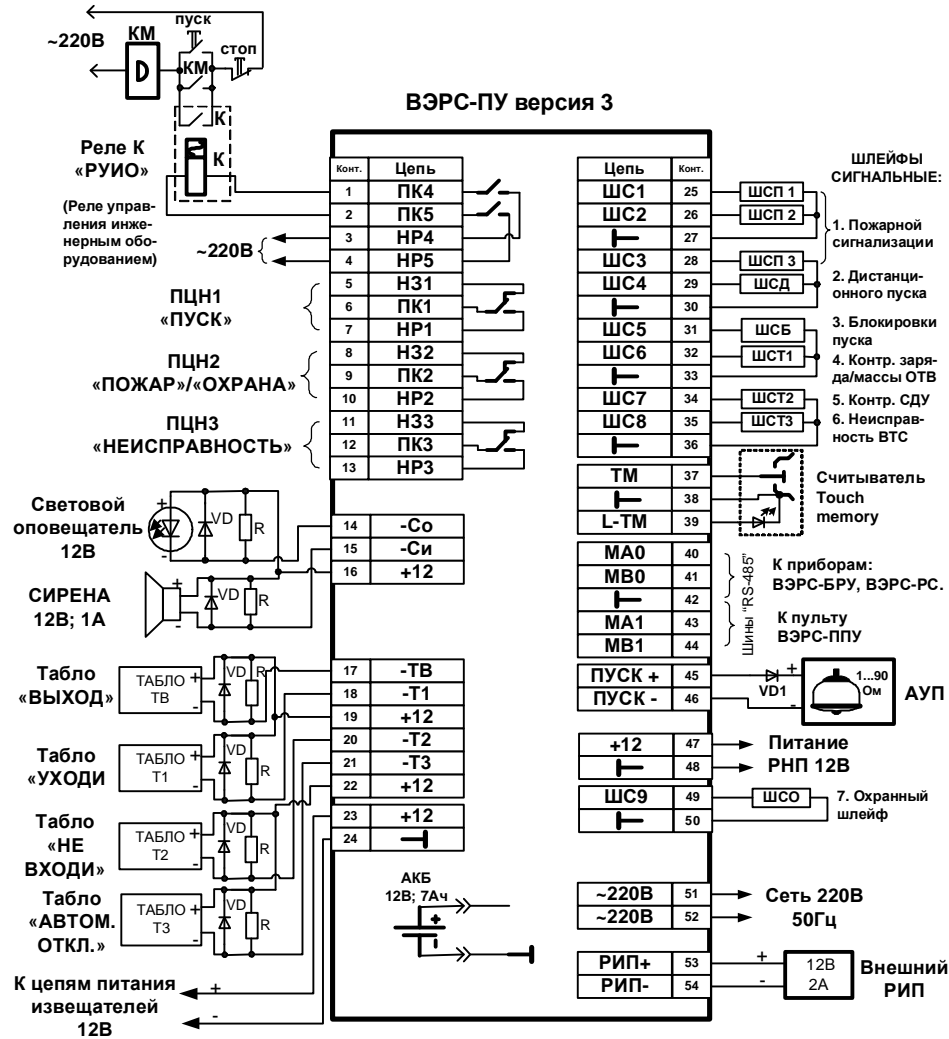 пуск
~220В
КМ
стоп
D
КМ
ВЭРС-ПУ версия 3
К
Реле К
«РУИО»
К
(Реле управ-
ления инже-
нерным обо-
рудованием)
~220В
ПЦН1
«ПУСК»
ПЦН2
«ПОЖАР»/«ОХРАНА»
ПЦН3
«НЕИСПРАВНОСТЬ»
Световой
оповещатель
12В
+
-
VD
R
СИРЕНА
12В; 1А
+
-
VD
R
Табло
«ВЫХОД»
ТАБЛО
ТВ
+
-
VD
R
Табло
«УХОДИ
ТАБЛО
Т1
+
-
VD
R
Табло
«НЕ
ВХОДИ»
ТАБЛО
Т2
+
-
VD
R
Табло
«АВТОМ.
ОТКЛ.»
ТАБЛО
Т3
+
-
VD
R
К цепям питания
извещателей
12В
+
-
Конт. Цепь
1 ПК4
2 ПК5
3 НР4
4 НР5
5 НЗ1
6 ПК1
7 НР1
8 НЗ2
9 ПК2
10 НР2
11 НЗ3
12 ПК3
13 НР3
14 -Со
15 -Си
16 +12
17 -ТВ
18 -Т1
19 +12
20 -Т2
21 -Т3
22 +12
23 +12
24
АКБ
12В; 7Ач
+
-
Цепь Конт.
ШС1 25
ШС2 26
27
ШС3 28
ШС4 29
30
ШС5 31
ШС6 32
33
ШС7 34
ШС8 35
36
ТМ 37
38
L-ТМ 39
МА0 40
МВ0 41
42
МА1 43
МВ1 44
ПУСК + 45
ПУСК - 46
+12 47
48
ШС9 49
50
~220В 51
~220В 52
РИП+ 53
РИП- 54
ШЛЕЙФЫ
СИГНАЛЬНЫЕ:
ШСП 1
ШСП 2
1. Пожарной
сигнализации
ШСП 3
ШСД
2. Дистанци-
онного пуска
ШСБ
ШСТ1
3. Блокировки
пуска
4. Контр. заря-
да/массы ОТВ
ШСТ2
ШСТ3
5. Контр. СДУ
6. Неисправ-
ность ВТС
Считыватель
Touch
memory
Шины "RS-485"
К приборам:
ВЭРС-БРУ, ВЭРС-РС.
К пульту
ВЭРС-ППУ
VD1
+
-
1...90
Ом
АУП
Питание
РНП 12В
ШСО
7. Охранный
шлейф
Сеть 220В
50Гц
+
-
12В
2А
Внешний
РИП